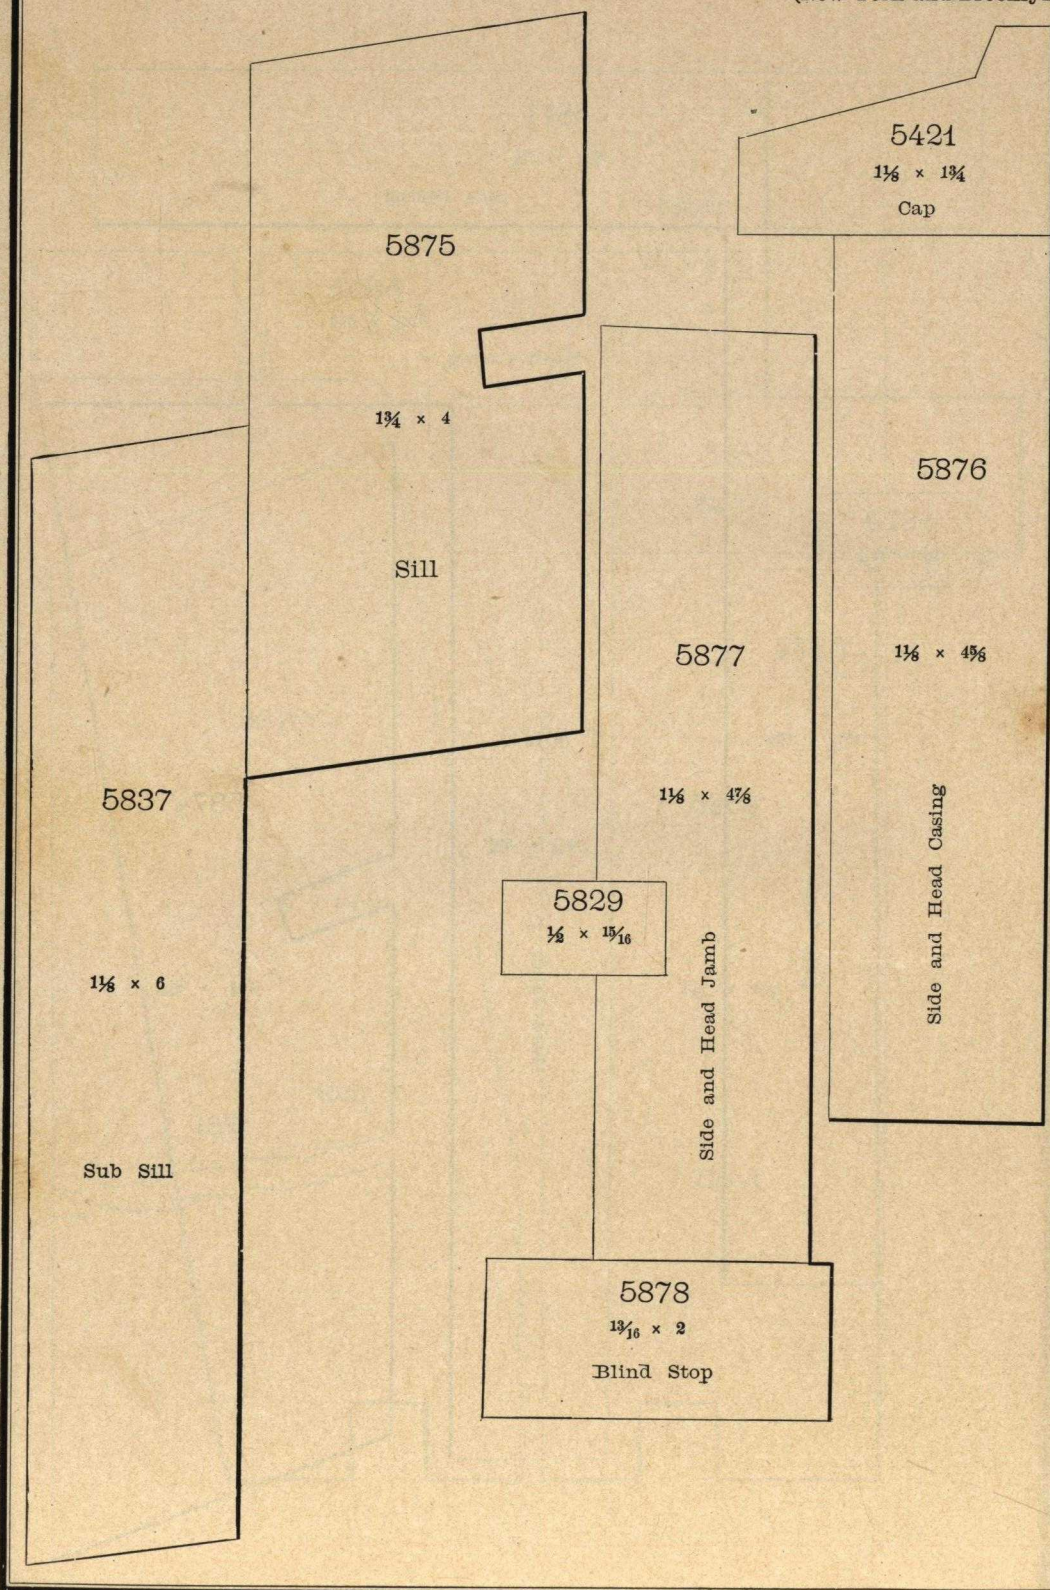 5421
1⅛ × 1¾
Cap
5875
1¾ × 4
Sill
5876
1⅛ × 4⅝
Side and Head Casing
5877
1⅛ × 4⅞
Side and Head Jamb
5837
1⅛ × 6
Sub Sill
5829
½ × 15/16
5878
13/16 × 2
Blind Stop